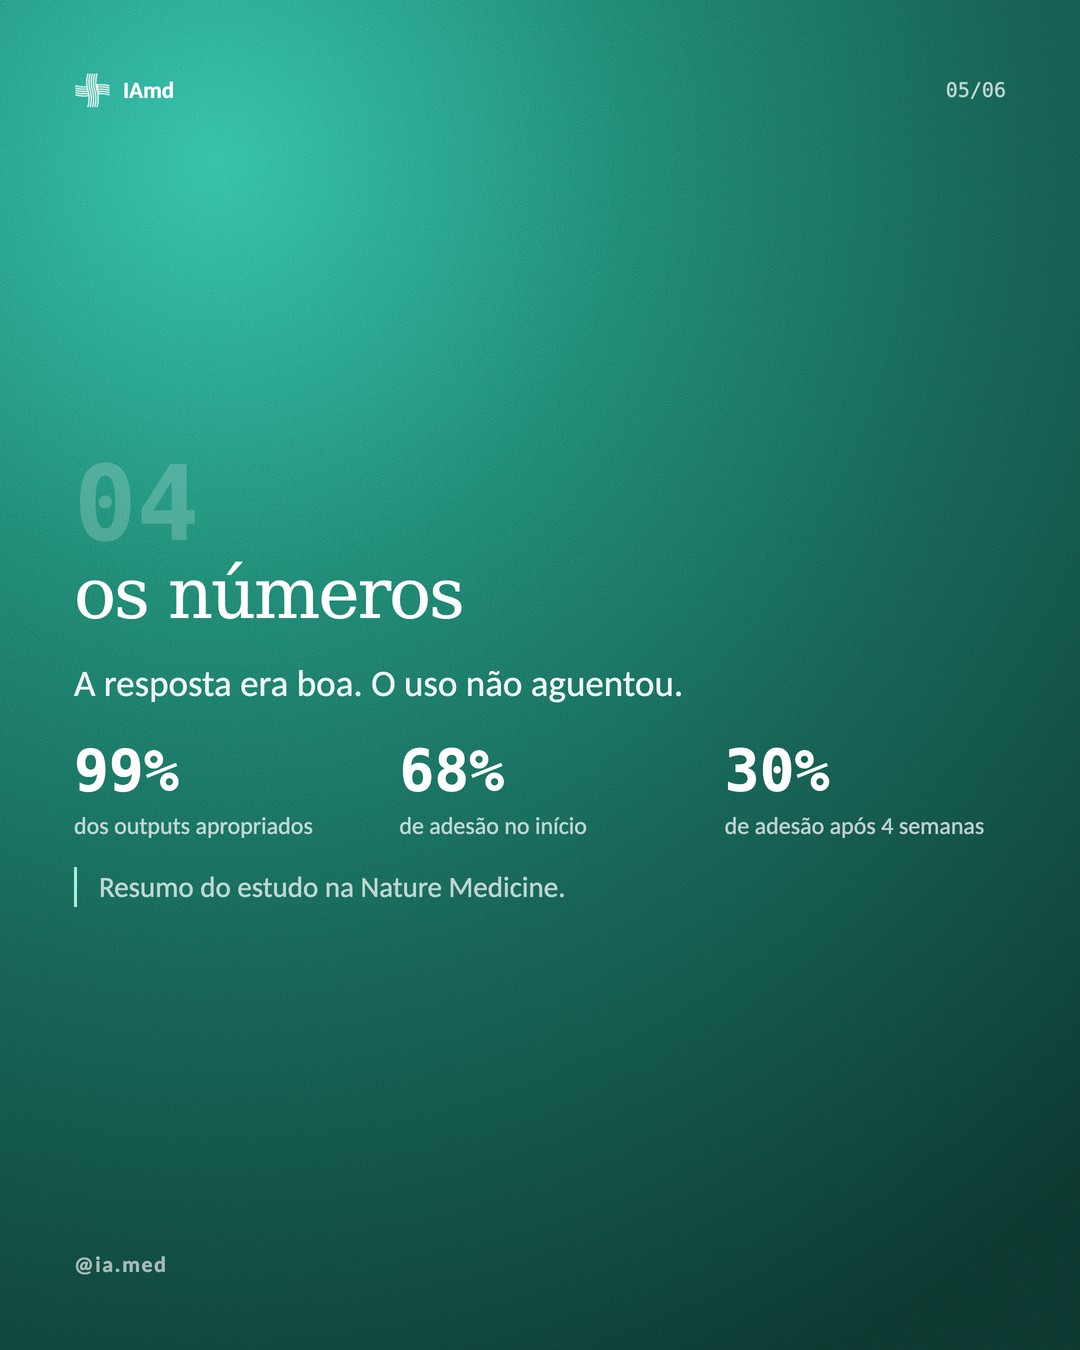 IAmd
05/06
04
os números
A resposta era boa. O uso não aguentou.
99% 68% 30%
dos outputs apropriados de adesão no início de adesão após 4 semanas
Resumo do estudo na Nature Medicine.
@ia.med